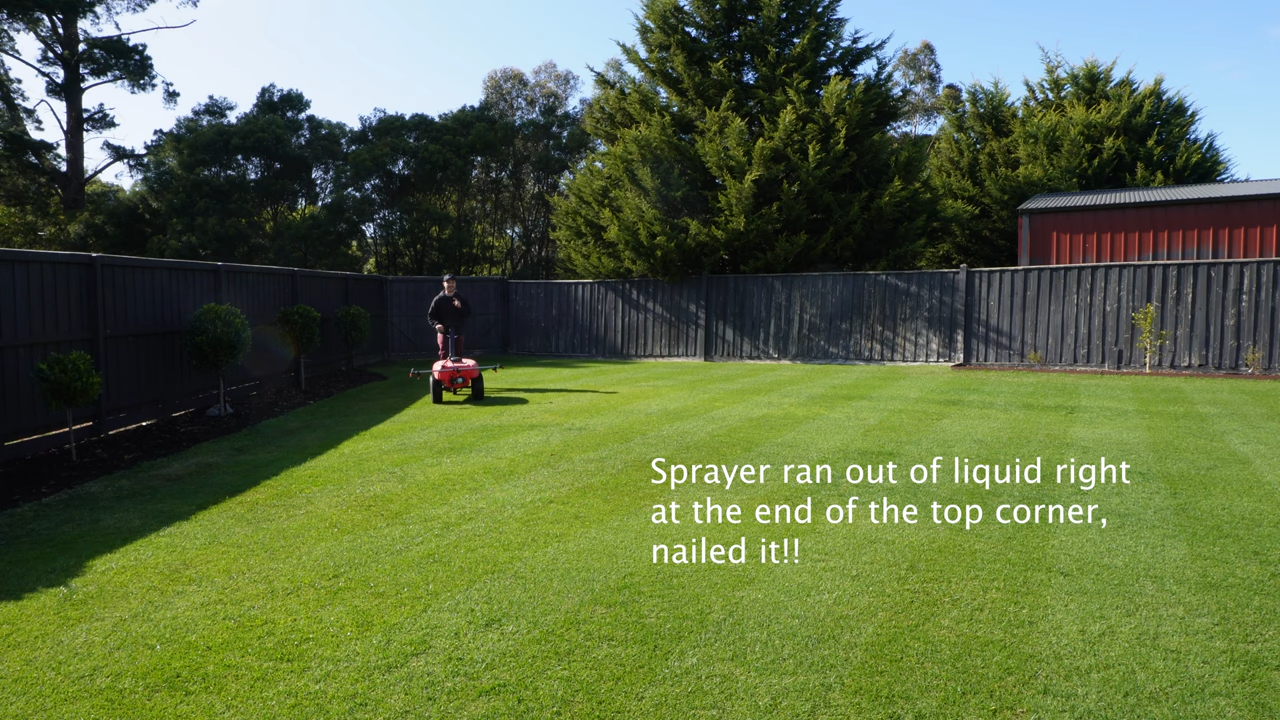 Sprayer ran out of liquid right
at the end of the top corner,
nailed it!!